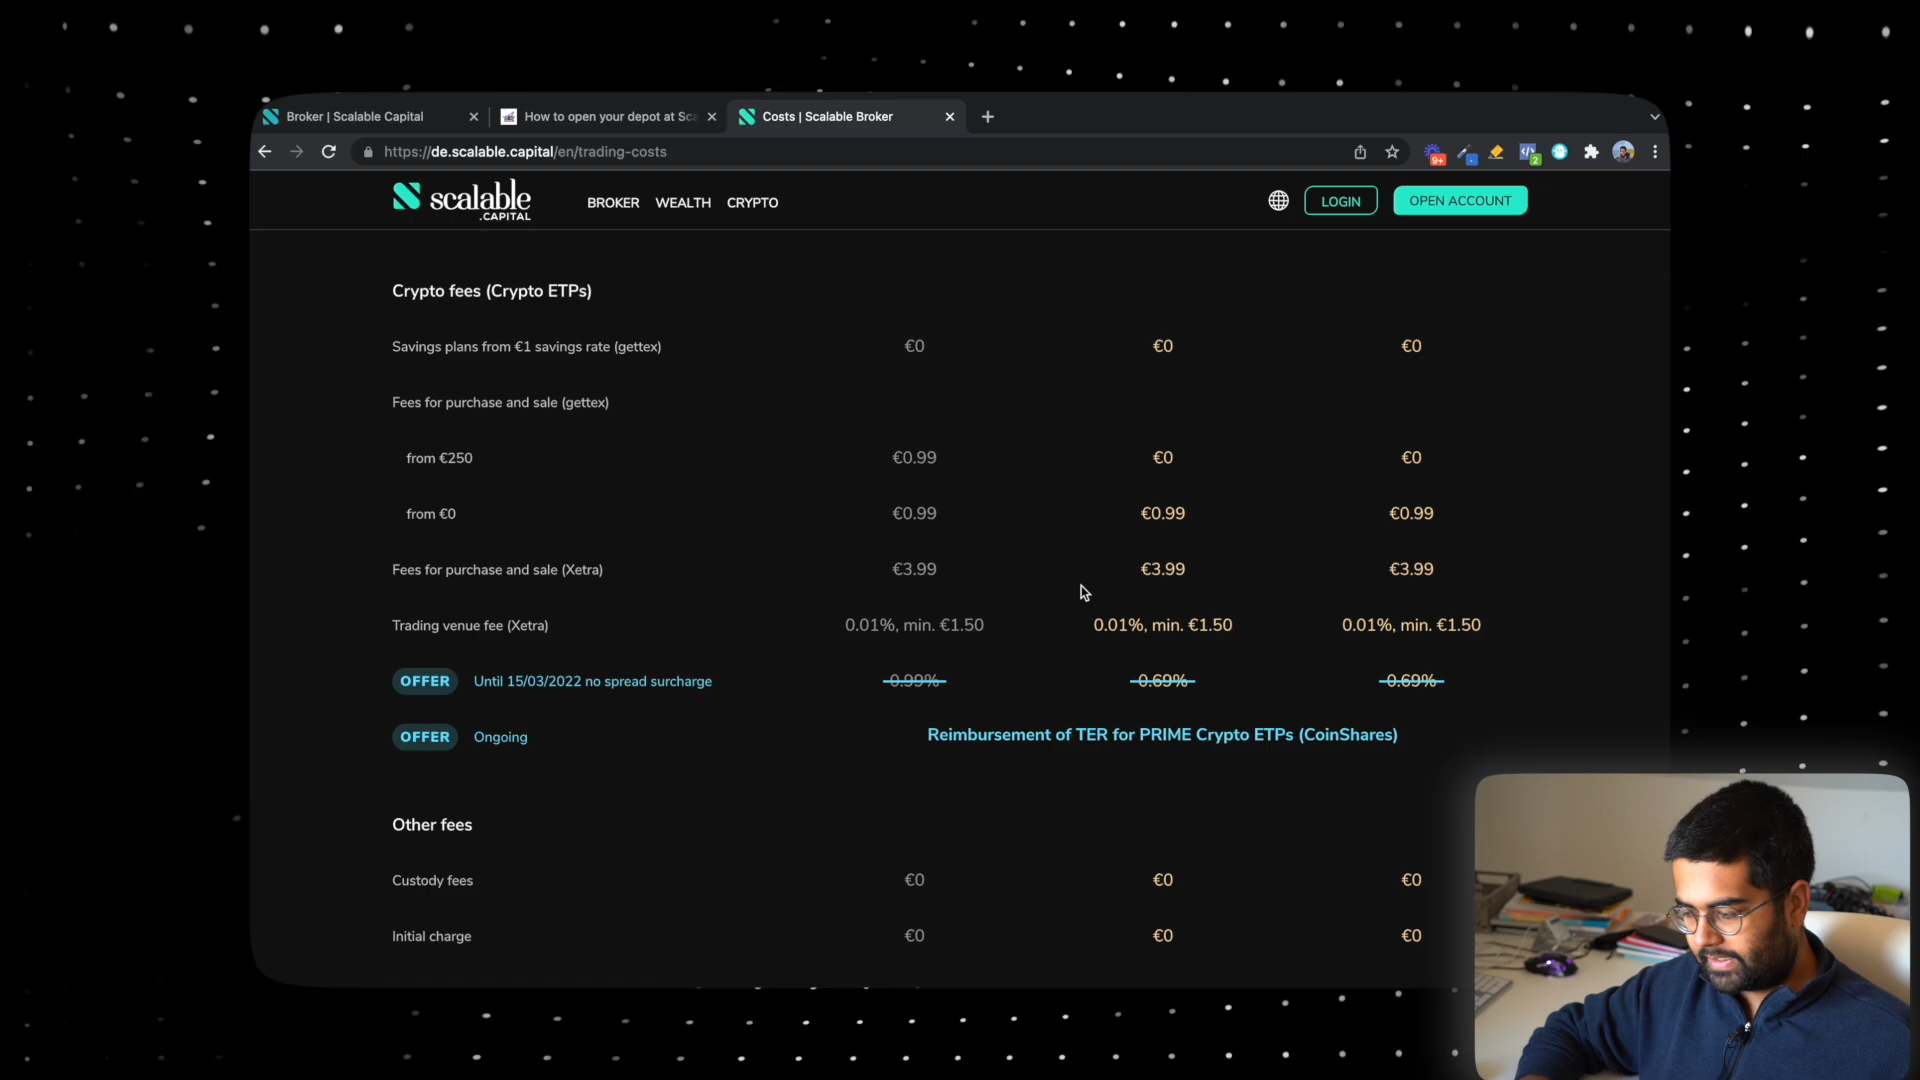 Broker | Scalable Capital
How to open your depot at Sca
Costs | Scalable Broker
https://de.scalable.capital/en/trading-costs
9+
2
scalable
.CAPITAL
BROKER WEALTH CRYPTO
LOGIN
OPEN ACCOUNT
Crypto fees (Crypto ETPs)
Savings plans from €1 savings rate (gettex) €0 €0 €0
Fees for purchase and sale (gettex)
from €250 €0.99 €0 €0
from €0 €0.99 €0.99 €0.99
Fees for purchase and sale (Xetra) €3.99 €3.99 €3.99
Trading venue fee (Xetra) 0.01%, min. €1.50 0.01%, min. €1.50 0.01%, min. €1.50
OFFER Until 15/03/2022 no spread surcharge 0.99% 0.69% 0.69%
OFFER Ongoing Reimbursement of TER for PRIME Crypto ETPs (CoinShares)
Other fees
Custody fees €0 €0 €0
Initial charge €0 €0 €0